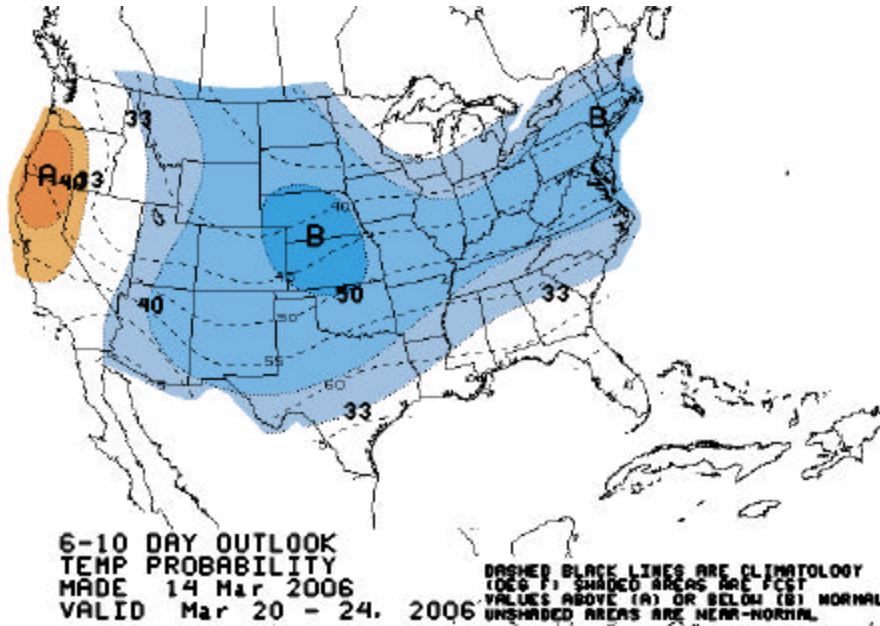 B
33
A 40 33
40
B
45
40 50 33
50
55
60
33
6-10 DAY OUTLOOK
TEMP PROBABILITY
MADE 14 Mar 2006
VALID Mar 20 - 24, 2006
DASHED BLACK LINES ARE CLIMATOLOGY
(DEG F) SHADED AREAS ARE FCST
VALUES ABOVE (A) OR BELOW (B) NORMAL
UNSHADED AREAS ARE NEAR-NORMAL